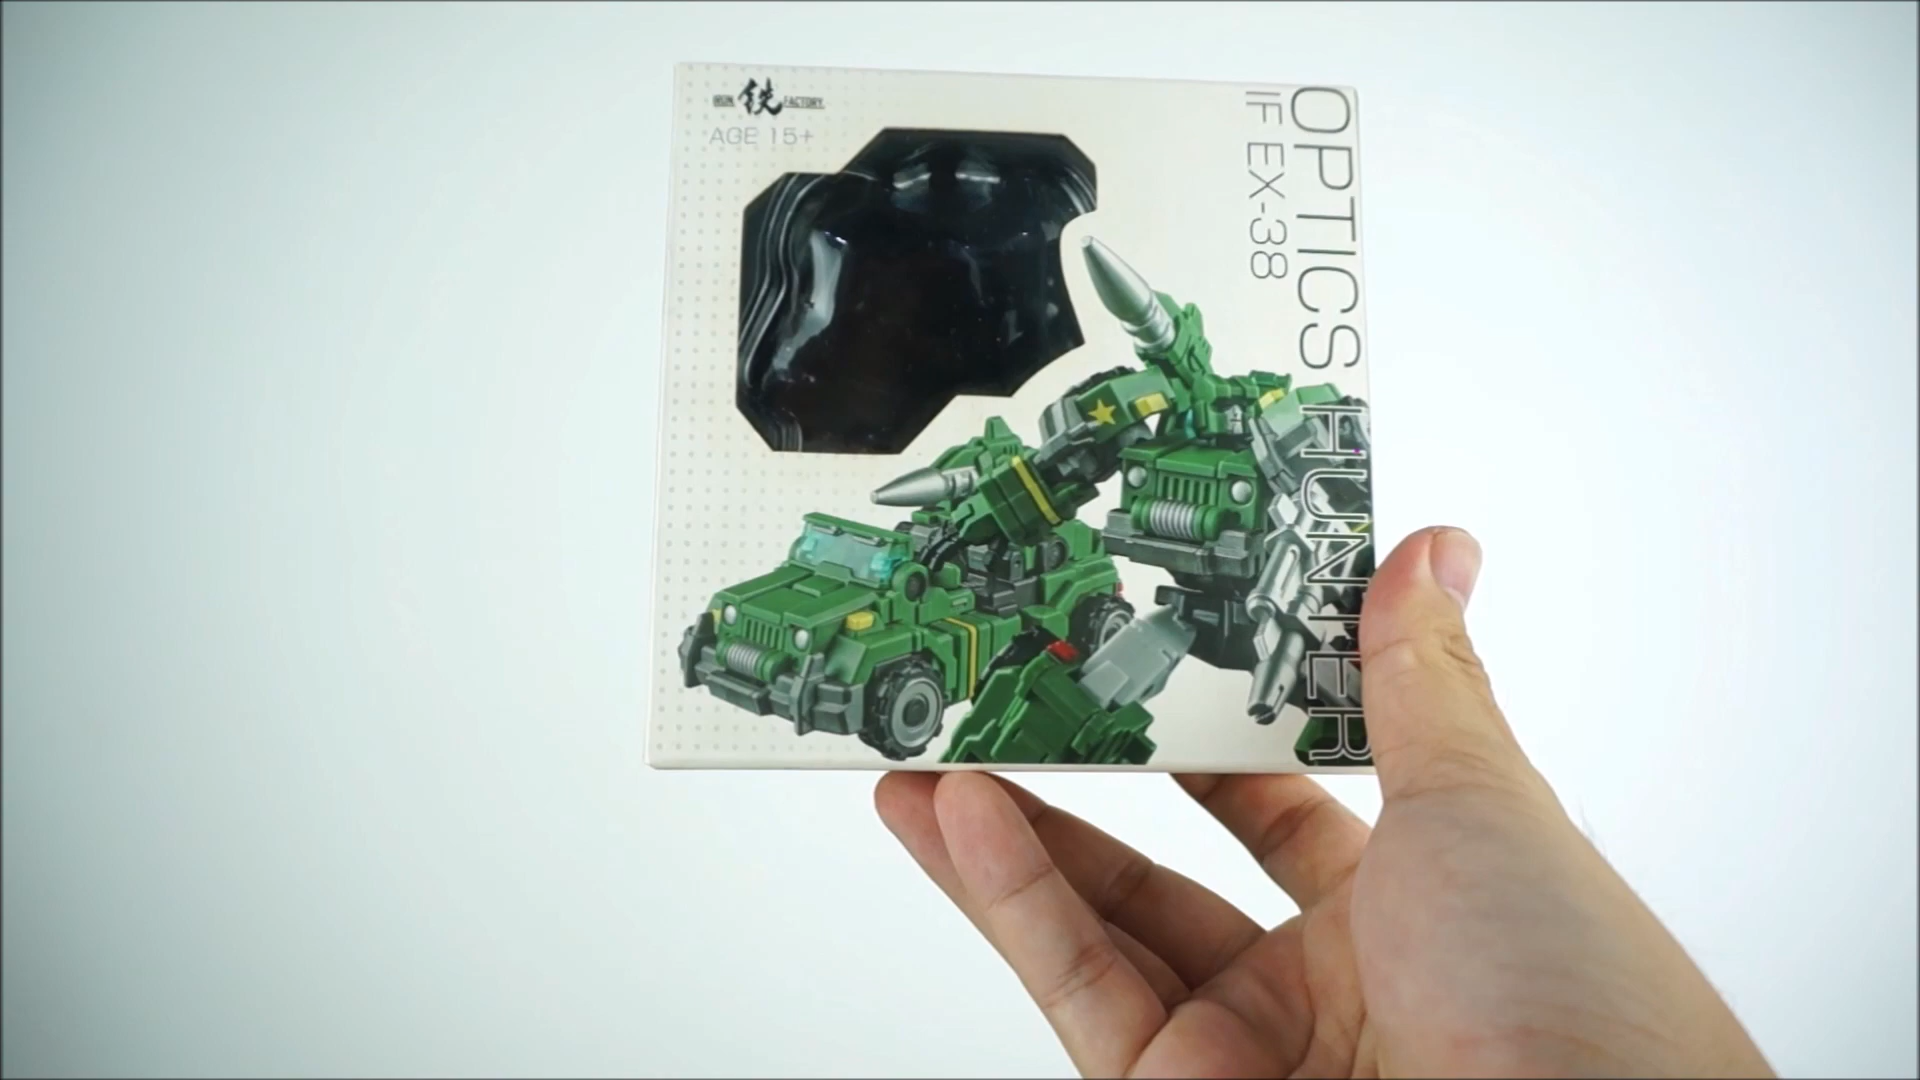 IRON 铁 FACTORY
AGE 15+
OPTICS HUNTER
IF EX-38